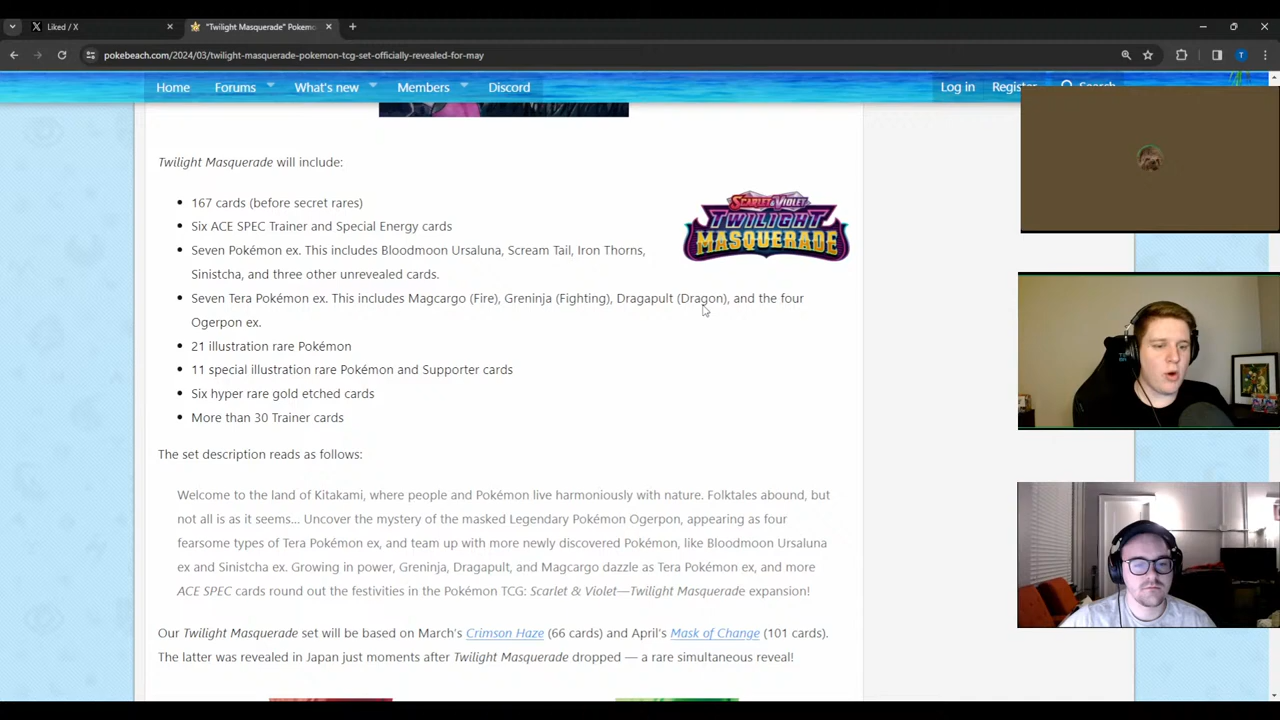 Liked / X
"Twilight Masquerade" Pokemo
pokebeach.com/2024/03/twilight-masquerade-pokemon-tcg-set-officially-revealed-for-may
Home Forums What's new Members Discord Log in Register Search
Twilight Masquerade will include:
167 cards (before secret rares)
Six ACE SPEC Trainer and Special Energy cards
Seven Pokémon ex. This includes Bloodmoon Ursaluna, Scream Tail, Iron Thorns,
Sinistcha, and three other unrevealed cards.
SCARLET & VIOLET
TWILIGHT
MASQUERADE
Seven Tera Pokémon ex. This includes Magcargo (Fire), Greninja (Fighting), Dragapult (Dragon), and the four
Ogerpon ex.
21 illustration rare Pokémon
11 special illustration rare Pokémon and Supporter cards
Six hyper rare gold etched cards
More than 30 Trainer cards
The set description reads as follows:
Welcome to the land of Kitakami, where people and Pokémon live harmoniously with nature. Folktales abound, but
not all is as it seems... Uncover the mystery of the masked Legendary Pokémon Ogerpon, appearing as four
fearsome types of Tera Pokémon ex, and team up with more newly discovered Pokémon, like Bloodmoon Ursaluna
ex and Sinistcha ex. Growing in power, Greninja, Dragapult, and Magcargo dazzle as Tera Pokémon ex, and more
ACE SPEC cards round out the festivities in the Pokémon TCG: Scarlet & Violet—Twilight Masquerade expansion!
Our Twilight Masquerade set will be based on March's Crimson Haze (66 cards) and April's Mask of Change (101 cards).
The latter was revealed in Japan just moments after Twilight Masquerade dropped — a rare simultaneous reveal!